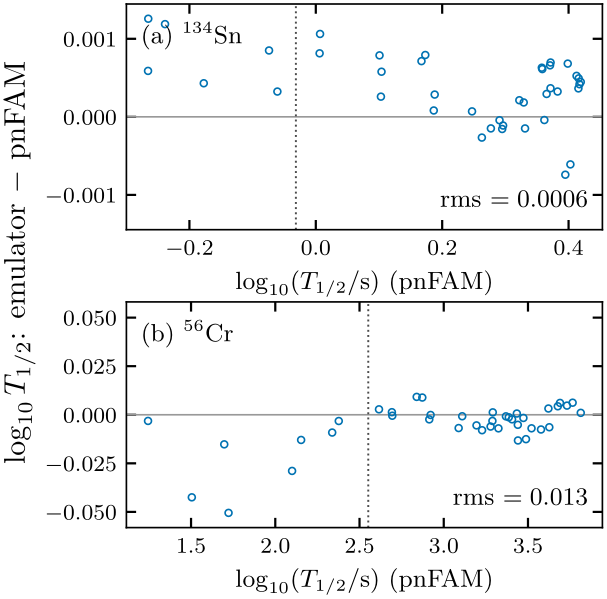 log₁₀ T₁/₂: emulator − pnFAM
(a) ¹³⁴Sn
0.001
0.000
−0.001
rms = 0.0006
−0.2 0.0 0.2 0.4
log₁₀(T₁/₂/s) (pnFAM)
(b) ⁵⁶Cr
0.050
0.025
0.000
−0.025
−0.050
rms = 0.013
1.5 2.0 2.5 3.0 3.5
log₁₀(T₁/₂/s) (pnFAM)